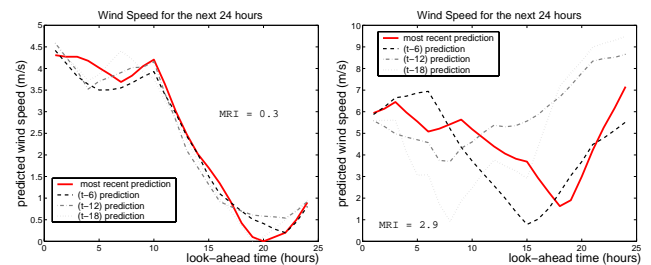 Wind Speed for the next 24 hours
4.5
4
3.5
3
2.5
2
1.5
1
0.5
0
0 5 10 15 20 25
predicted wind speed (m/s)
look−ahead time (hours)
MRI = 0.3
most recent prediction
(t−6) prediction
(t−12) prediction
(t−18) prediction
Wind Speed for the next 24 hours
10
9
8
7
6
5
4
3
2
1
0
0 5 10 15 20 25
predicted wind speed (m/s)
look−ahead time (hours)
most recent prediction
(t−6) prediction
(t−12) prediction
(t−18) prediction
MRI = 2.9